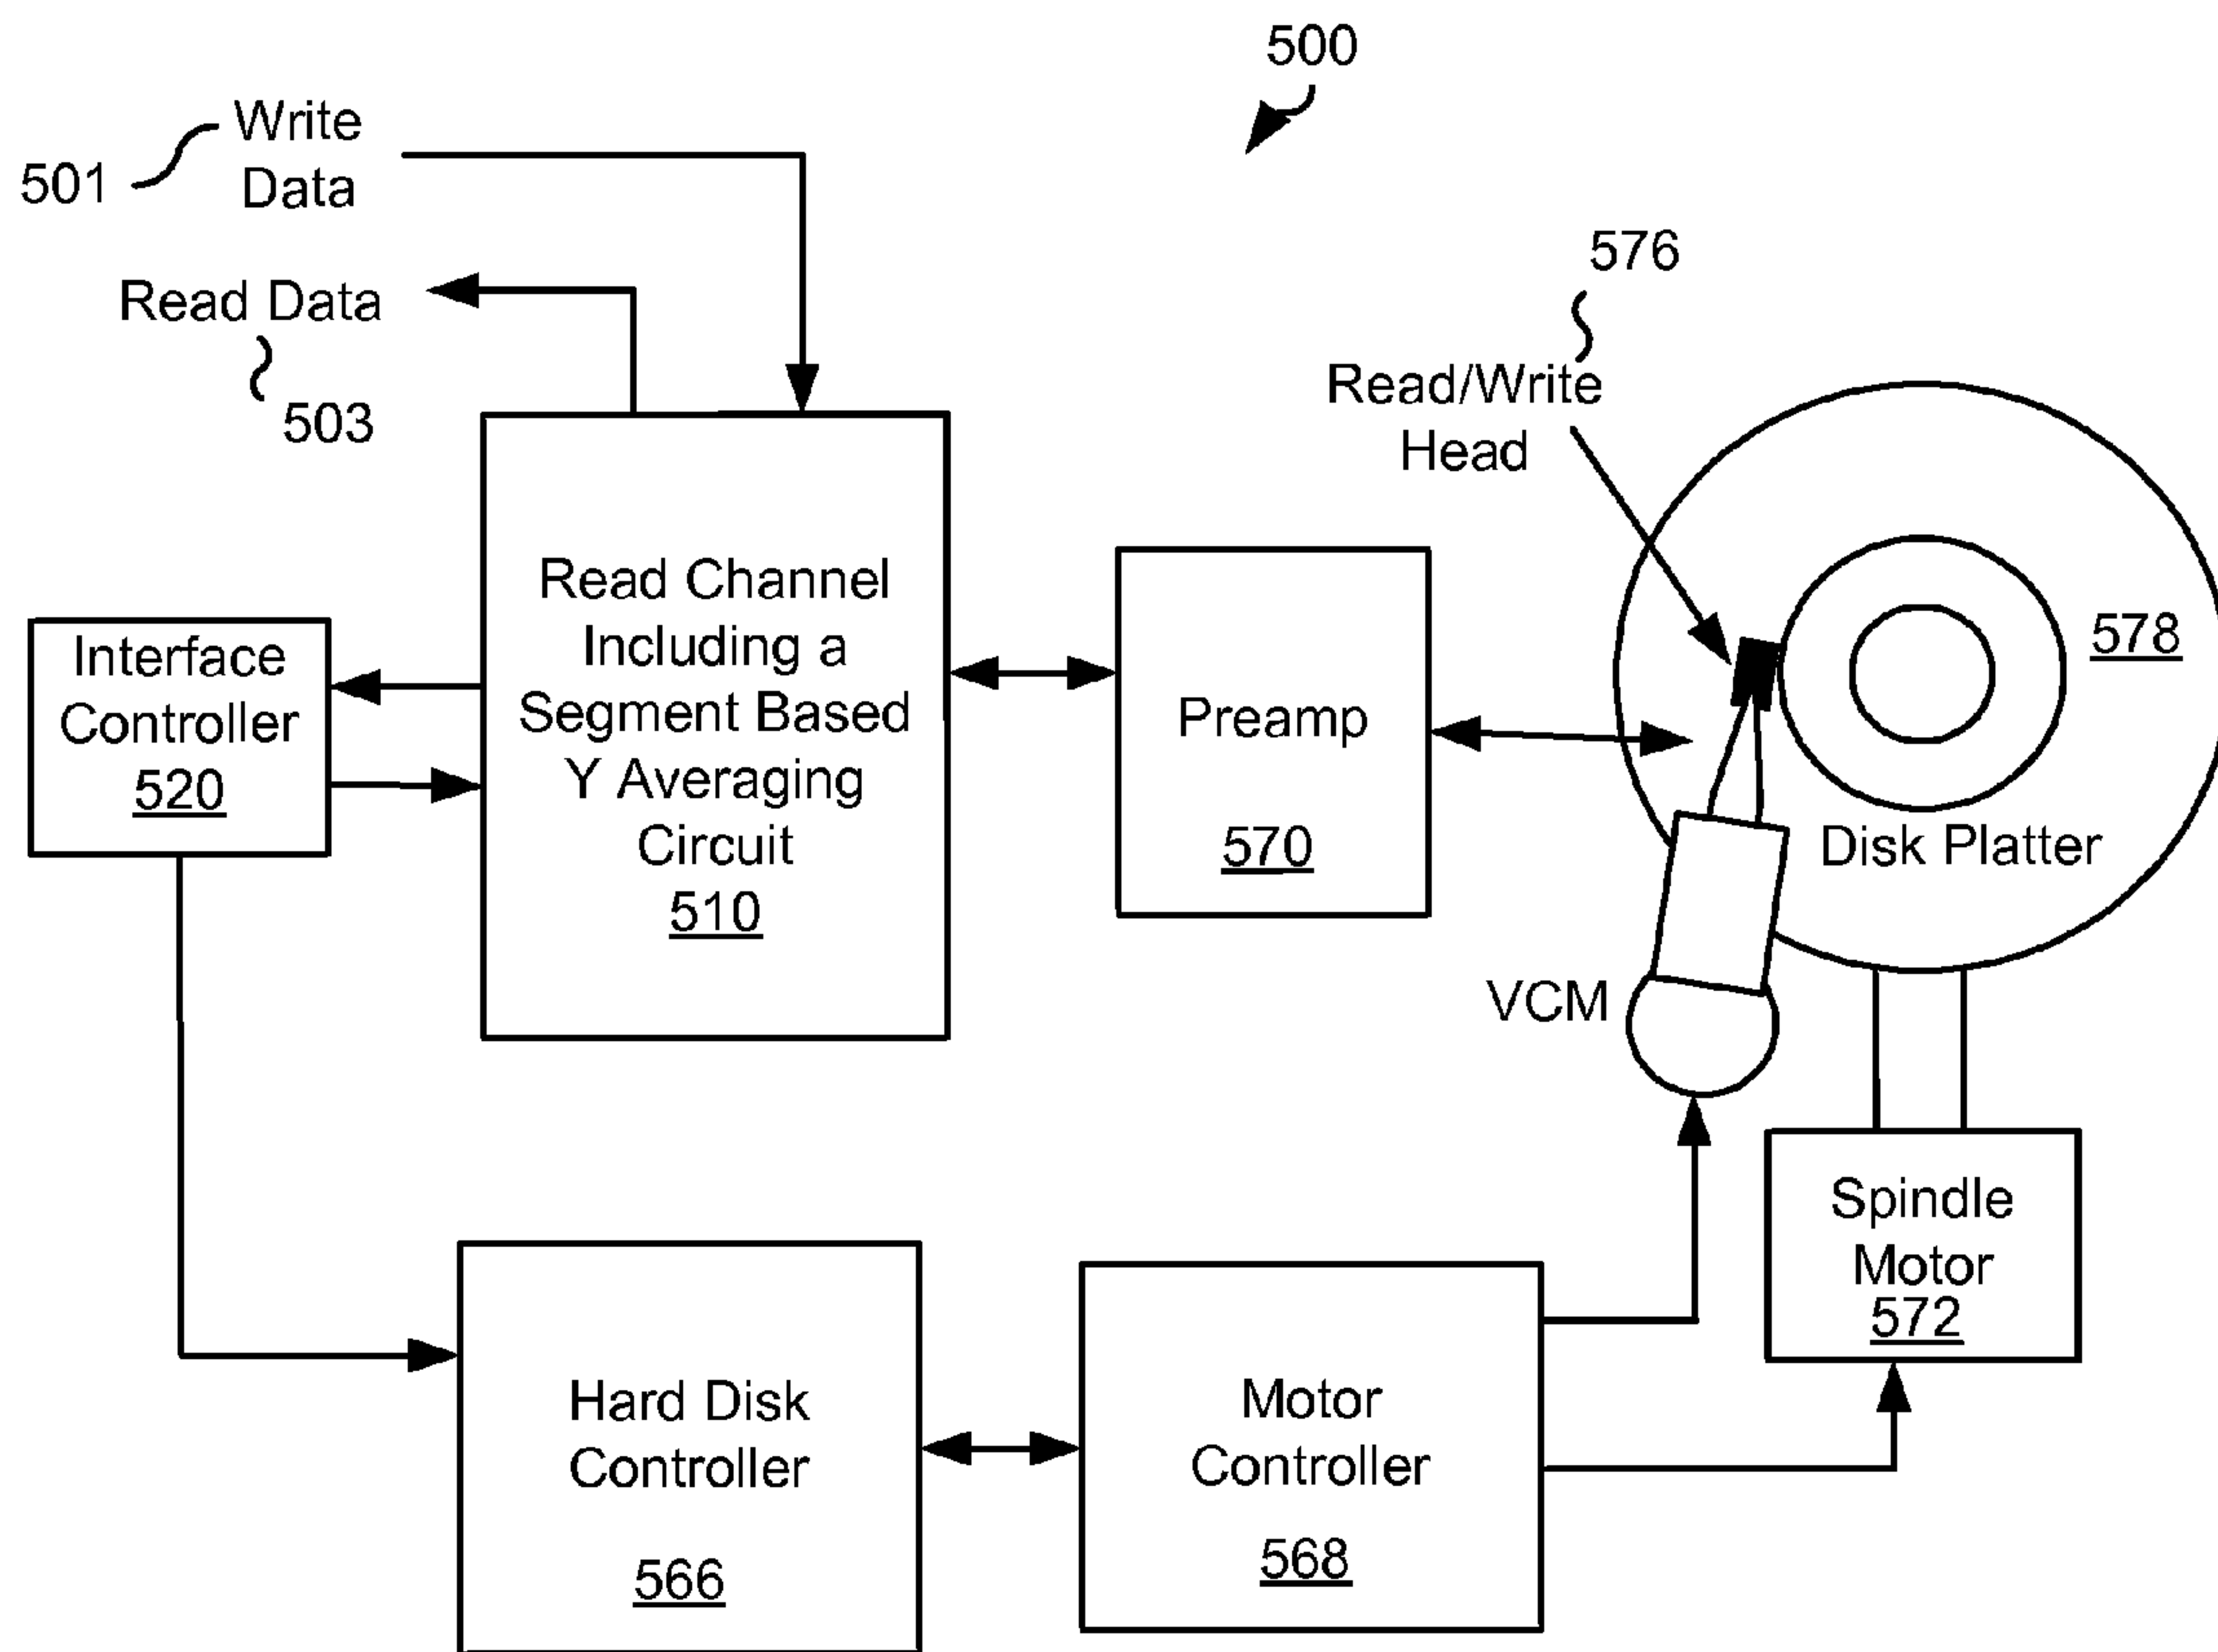 500
Write
Data
501
Read Data
503
576
Read/Write
Head
Read Channel
Including a
Segment Based
Y Averaging
Circuit
510
Interface
Controller
520
Preamp
570
578
Disk Platter
VCM
Spindle
Motor
572
Hard Disk
Controller
566
Motor
Controller
568